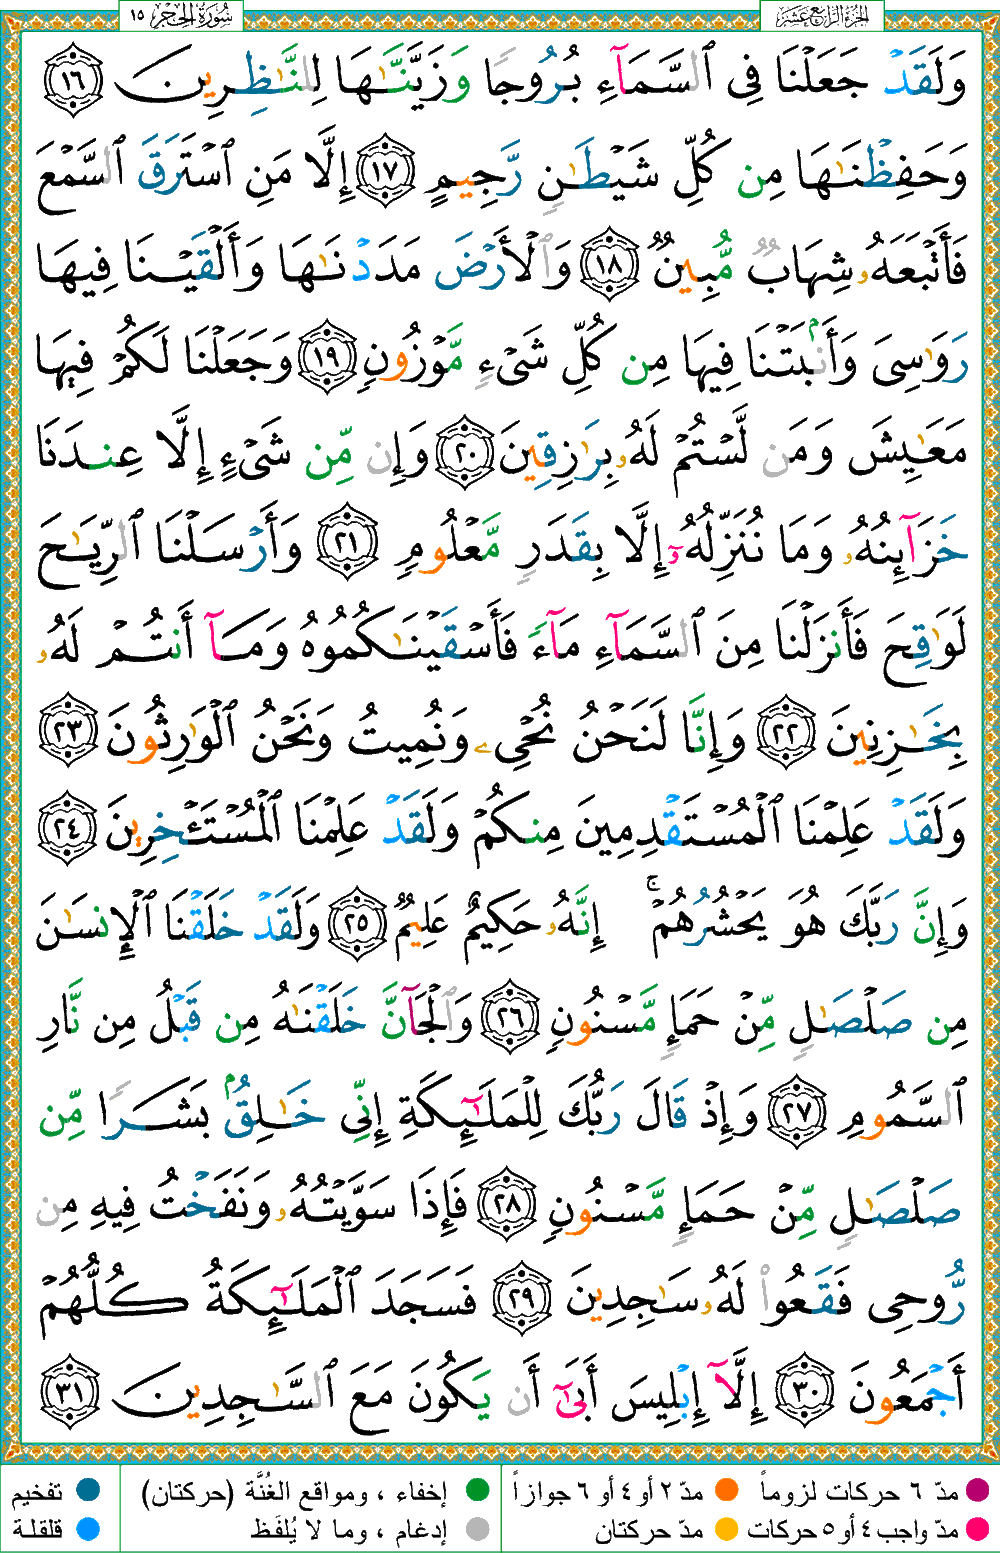 الجزء الرابع عشر
سورة الحجر ١٥
وَلَقَدْ جَعَلْنَا فِى ٱلسَّمَآءِ بُرُوجًا وَزَيَّنَّـٰهَا لِلنَّـٰظِرِينَ ١٦
وَحَفِظْنَـٰهَا مِن كُلِّ شَيْطَـٰنٍ رَّجِيمٍ ١٧ إِلَّا مَنِ ٱسْتَرَقَ ٱلسَّمْعَ
فَأَتْبَعَهُۥ شِهَابٌ مُّبِينٌ ١٨ وَٱلْأَرْضَ مَدَدْنَـٰهَا وَأَلْقَيْنَا فِيهَا
رَوَٰسِىَ وَأَنۢبَتْنَا فِيهَا مِن كُلِّ شَىْءٍ مَّوْزُونٍ ١٩ وَجَعَلْنَا لَكُمْ فِيهَا
مَعَـٰيِشَ وَمَن لَّسْتُمْ لَهُۥ بِرَٰزِقِينَ ٢٠ وَإِن مِّن شَىْءٍ إِلَّا عِندَنَا
خَزَآئِنُهُۥ وَمَا نُنَزِّلُهُۥٓ إِلَّا بِقَدَرٍ مَّعْلُومٍ ٢١ وَأَرْسَلْنَا ٱلرِّيَـٰحَ
لَوَٰقِحَ فَأَنزَلْنَا مِنَ ٱلسَّمَآءِ مَآءً فَأَسْقَيْنَـٰكُمُوهُ وَمَآ أَنتُمْ لَهُۥ
بِخَـٰزِنِينَ ٢٢ وَإِنَّا لَنَحْنُ نُحْىِۦ وَنُمِيتُ وَنَحْنُ ٱلْوَٰرِثُونَ ٢٣
وَلَقَدْ عَلِمْنَا ٱلْمُسْتَقْدِمِينَ مِنكُمْ وَلَقَدْ عَلِمْنَا ٱلْمُسْتَـْٔخِرِينَ ٢٤
وَإِنَّ رَبَّكَ هُوَ يَحْشُرُهُمْ ۚ إِنَّهُۥ حَكِيمٌ عَلِيمٌ ٢٥ وَلَقَدْ خَلَقْنَا ٱلْإِنسَـٰنَ
مِن صَلْصَـٰلٍ مِّنْ حَمَإٍ مَّسْنُونٍ ٢٦ وَٱلْجَآنَّ خَلَقْنَـٰهُ مِن قَبْلُ مِن نَّارِ
ٱلسَّمُومِ ٢٧ وَإِذْ قَالَ رَبُّكَ لِلْمَلَـٰٓئِكَةِ إِنِّى خَـٰلِقٌۢ بَشَرًا مِّن
صَلْصَـٰلٍ مِّنْ حَمَإٍ مَّسْنُونٍ ٢٨ فَإِذَا سَوَّيْتُهُۥ وَنَفَخْتُ فِيهِ مِن
رُّوحِى فَقَعُوا۟ لَهُۥ سَـٰجِدِينَ ٢٩ فَسَجَدَ ٱلْمَلَـٰٓئِكَةُ كُلُّهُمْ
أَجْمَعُونَ ٣٠ إِلَّآ إِبْلِيسَ أَبَىٰٓ أَن يَكُونَ مَعَ ٱلسَّـٰجِدِينَ ٣١
مدّ ٦ حركات لزوماً مدّ ٢ أو ٤ أو ٦ جوازاً إخفاء ، ومواقع الغُنَّة (حركتان) تفخيم
مدّ واجب ٤ أو ٥ حركات مدّ حركتان إدغام ، وما لا يُلفَظ قلقلة